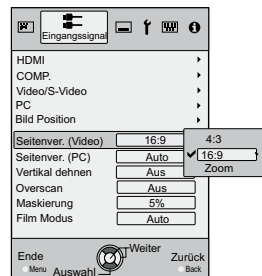 Eingangssignal
HDMI
COMP.
Video/S-Video
PC
Bild Position
Seitenver. (Video) 16:9
Seitenver. (PC) Auto
Vertikal dehnen Aus
Overscan Aus
Maskierung 5%
Film Modus Auto
4:3
16:9
Zoom
Ende Weiter Zurück
Menu Auswahl Back